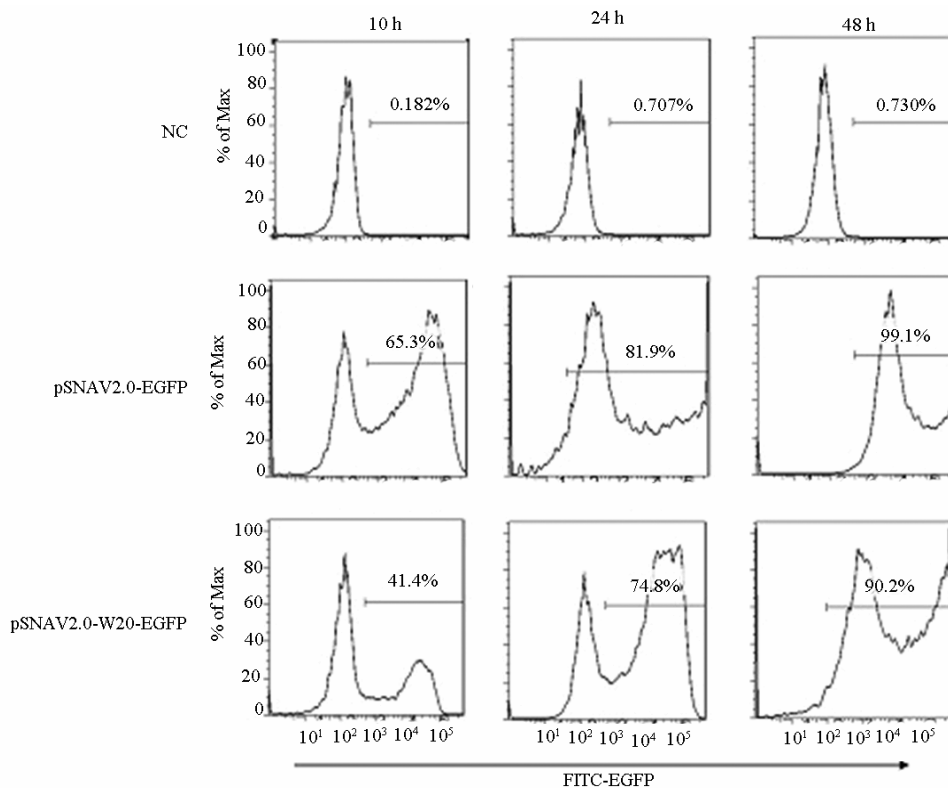 10 h 24 h 48 h
NC
% of Max
100
80
60
40
20
0
0.182% 0.707% 0.730%
pSNAV2.0-EGFP
% of Max
100
80
60
40
20
0
65.3% 81.9% 99.1%
pSNAV2.0-W20-EGFP
% of Max
100
80
60
40
20
0
41.4% 74.8% 90.2%
10¹ 10² 10³ 10⁴ 10⁵ 10¹ 10² 10³ 10⁴ 10⁵ 10¹ 10² 10³ 10⁴ 10⁵
FITC-EGFP